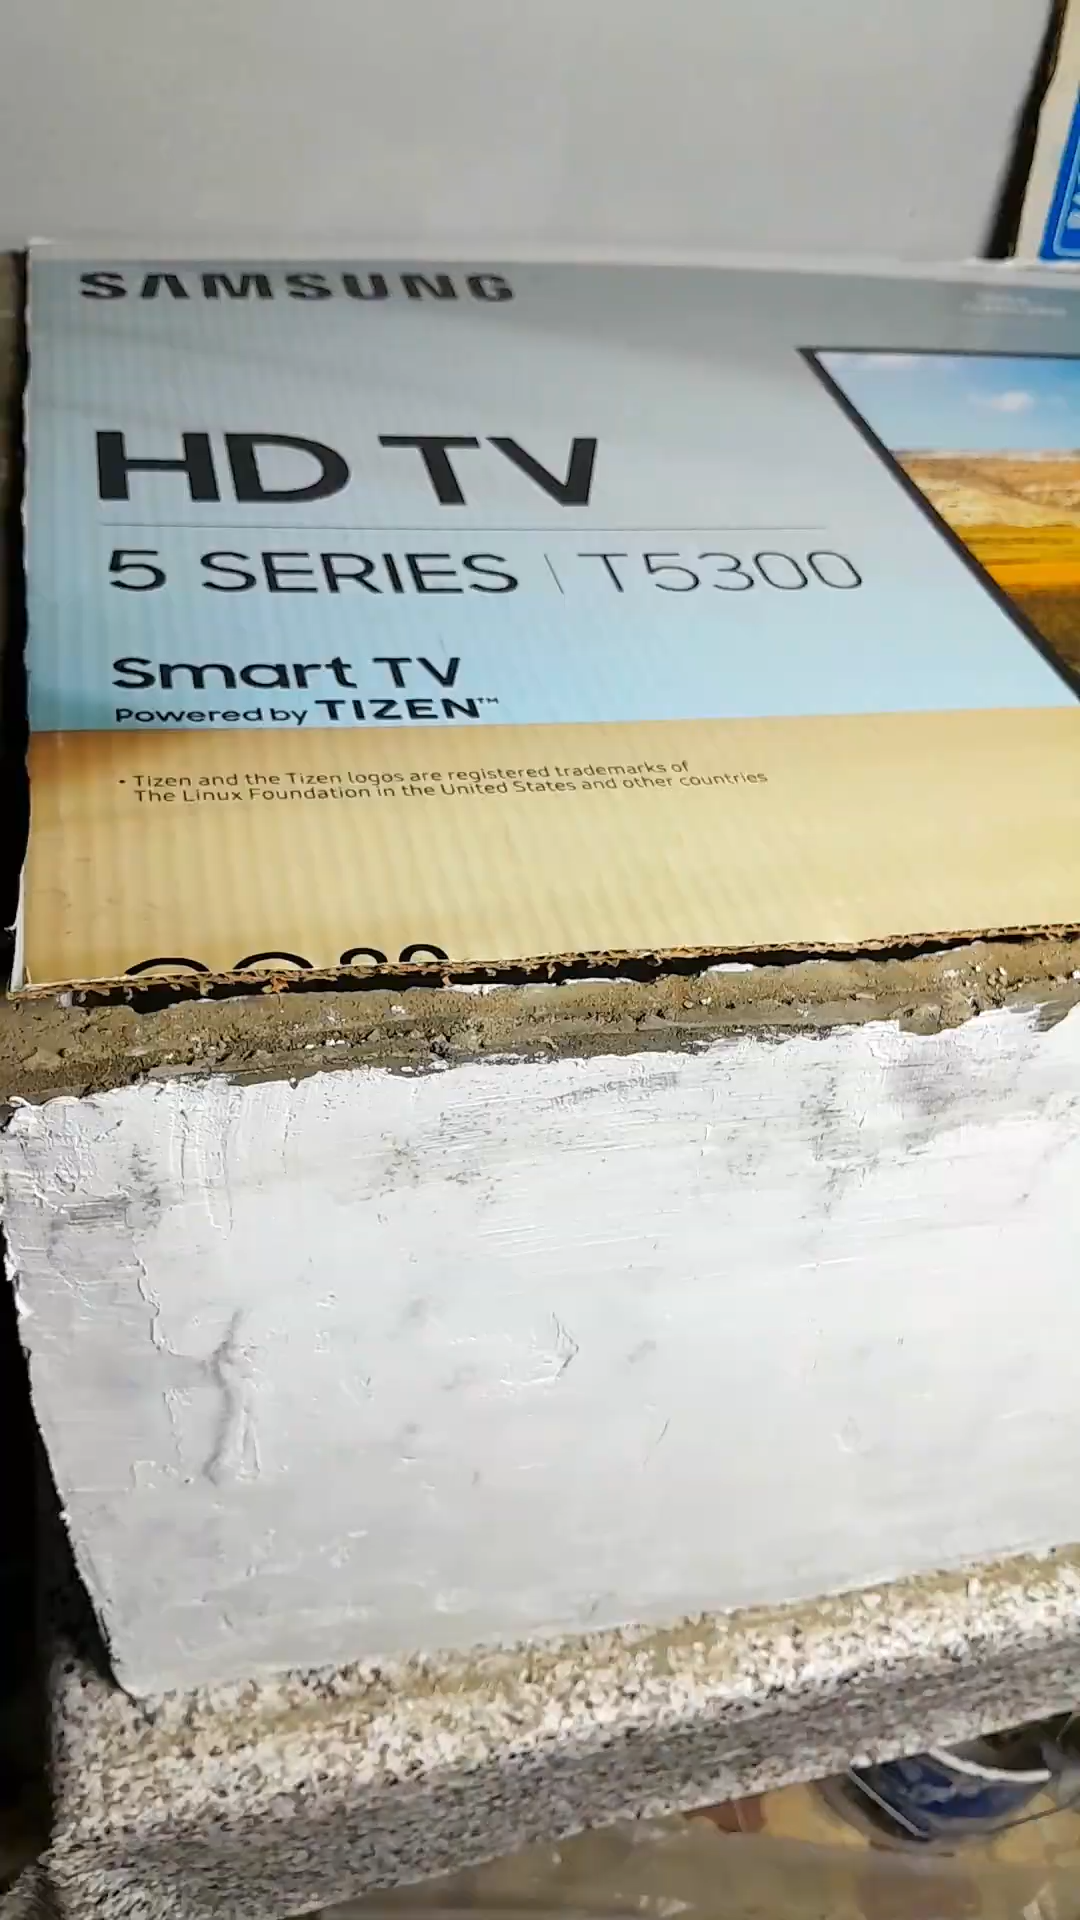 SAMSUNG
HD TV
5 SERIES | T5300
Smart TV
Powered by TIZEN™
• Tizen and the Tizen logos are registered trademarks of
The Linux Foundation in the United States and other countries